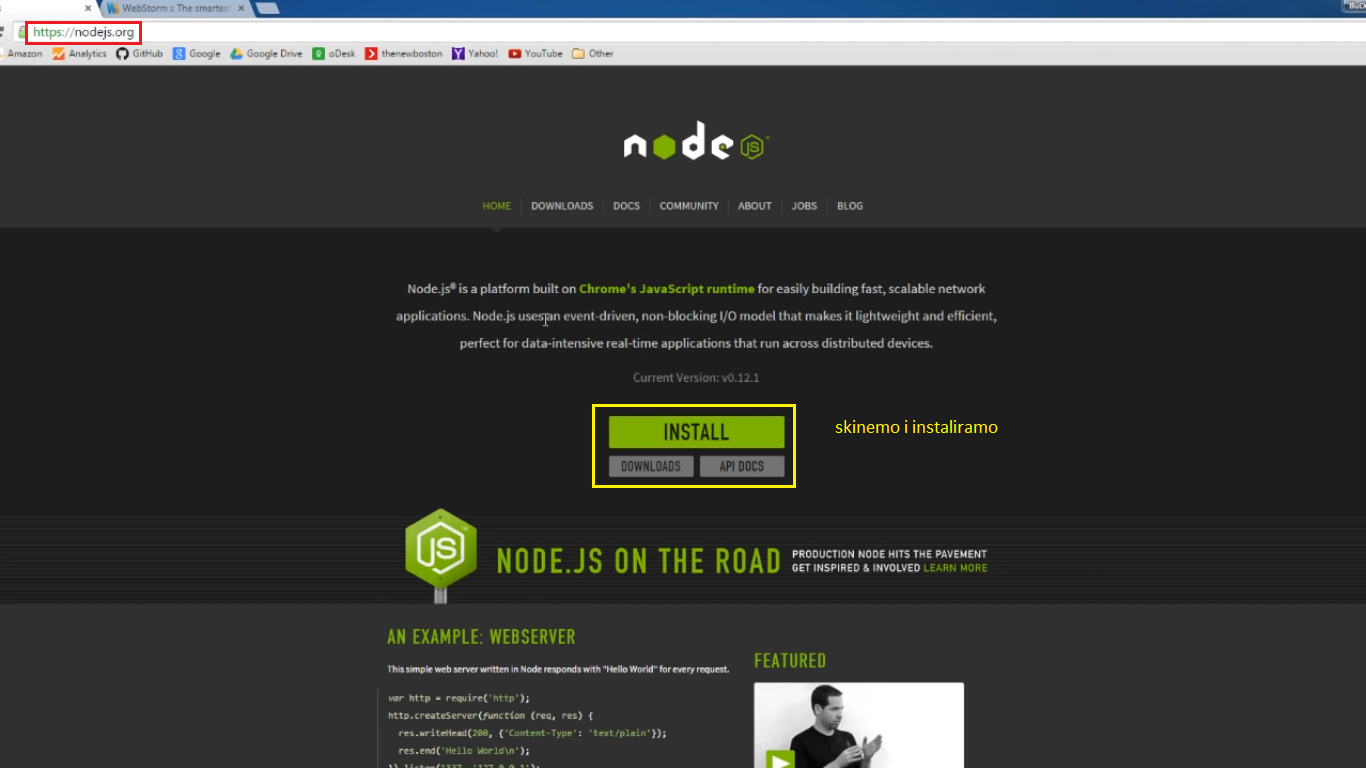 WebStorm :: The smartest
https://nodejs.org
Amazon Analytics GitHub Google Google Drive oDesk thenewboston Yahoo! YouTube Other
node JS
HOME DOWNLOADS DOCS COMMUNITY ABOUT JOBS BLOG
Node.js® is a platform built on Chrome's JavaScript runtime for easily building fast, scalable network
applications. Node.js uses an event-driven, non-blocking I/O model that makes it lightweight and efficient,
perfect for data-intensive real-time applications that run across distributed devices.
Current Version: v0.12.1
INSTALL
skinemo i instaliramo
DOWNLOADS API DOCS
JS
NODE.JS ON THE ROAD
PRODUCTION NODE HITS THE PAVEMENT
GET INSPIRED & INVOLVED LEARN MORE
AN EXAMPLE: WEBSERVER
This simple web server written in Node responds with "Hello World" for every request.
var http = require('http');
http.createServer(function (req, res) {
res.writeHead(200, {'Content-Type': 'text/plain'});
res.end('Hello World\n');
}).listen(1337, '127.0.0.1');
FEATURED